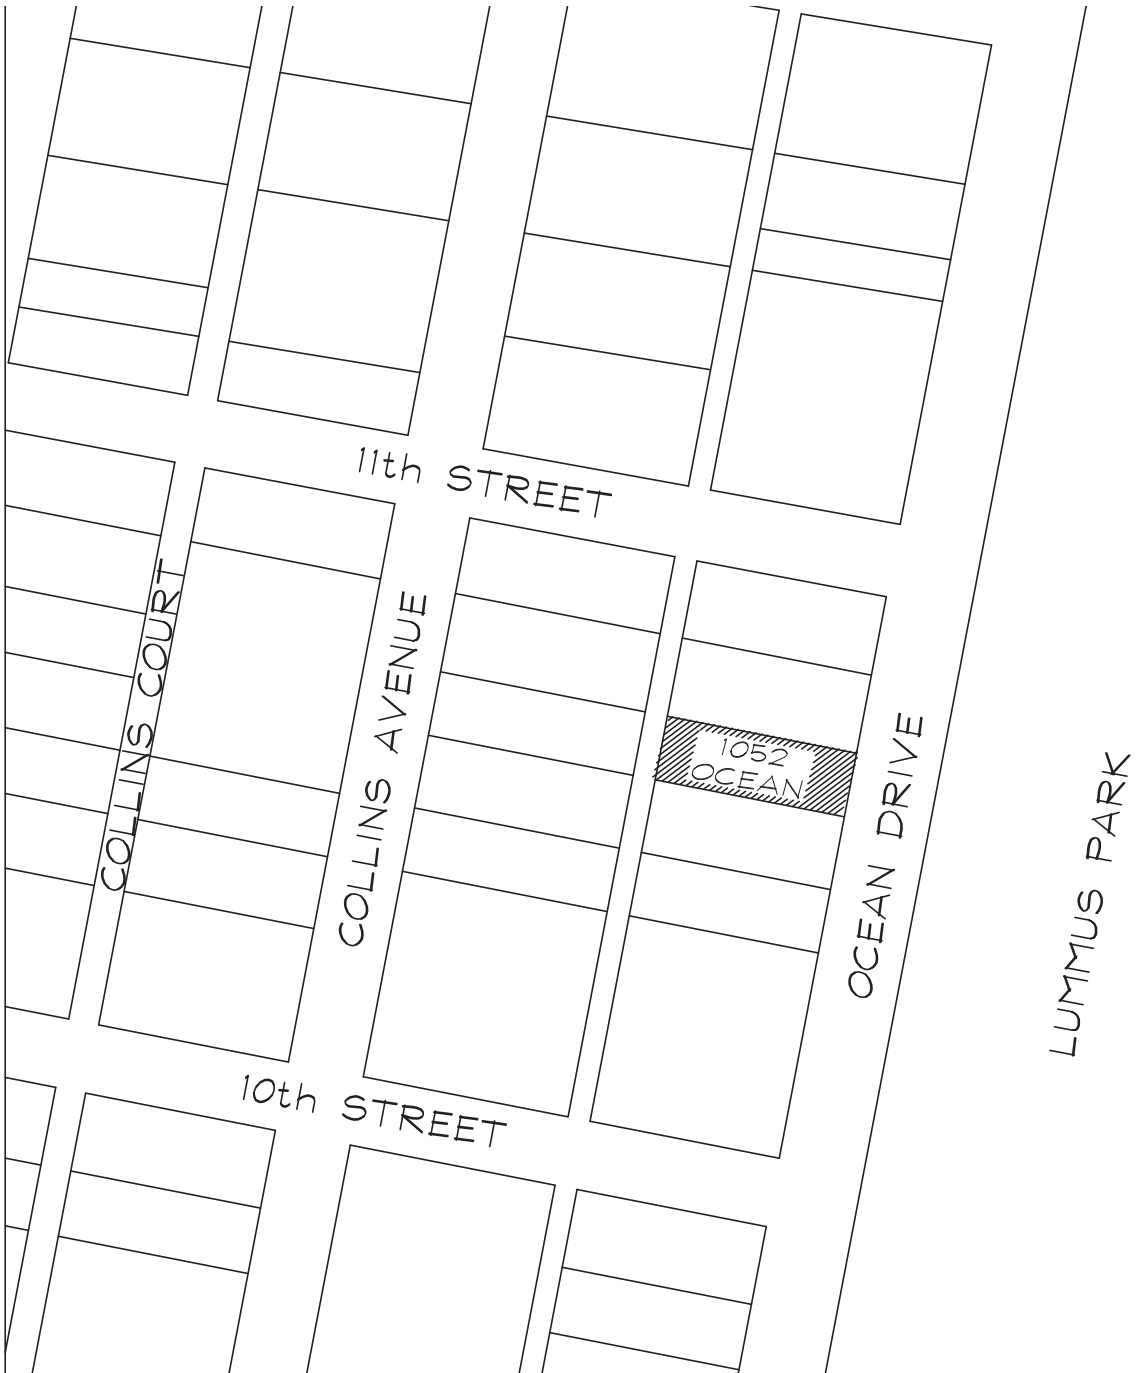 11th STREET
COLLINS COURT
COLLINS AVENUE
1052
OCEAN
OCEAN DRIVE
LUMMUS PARK
10th STREET